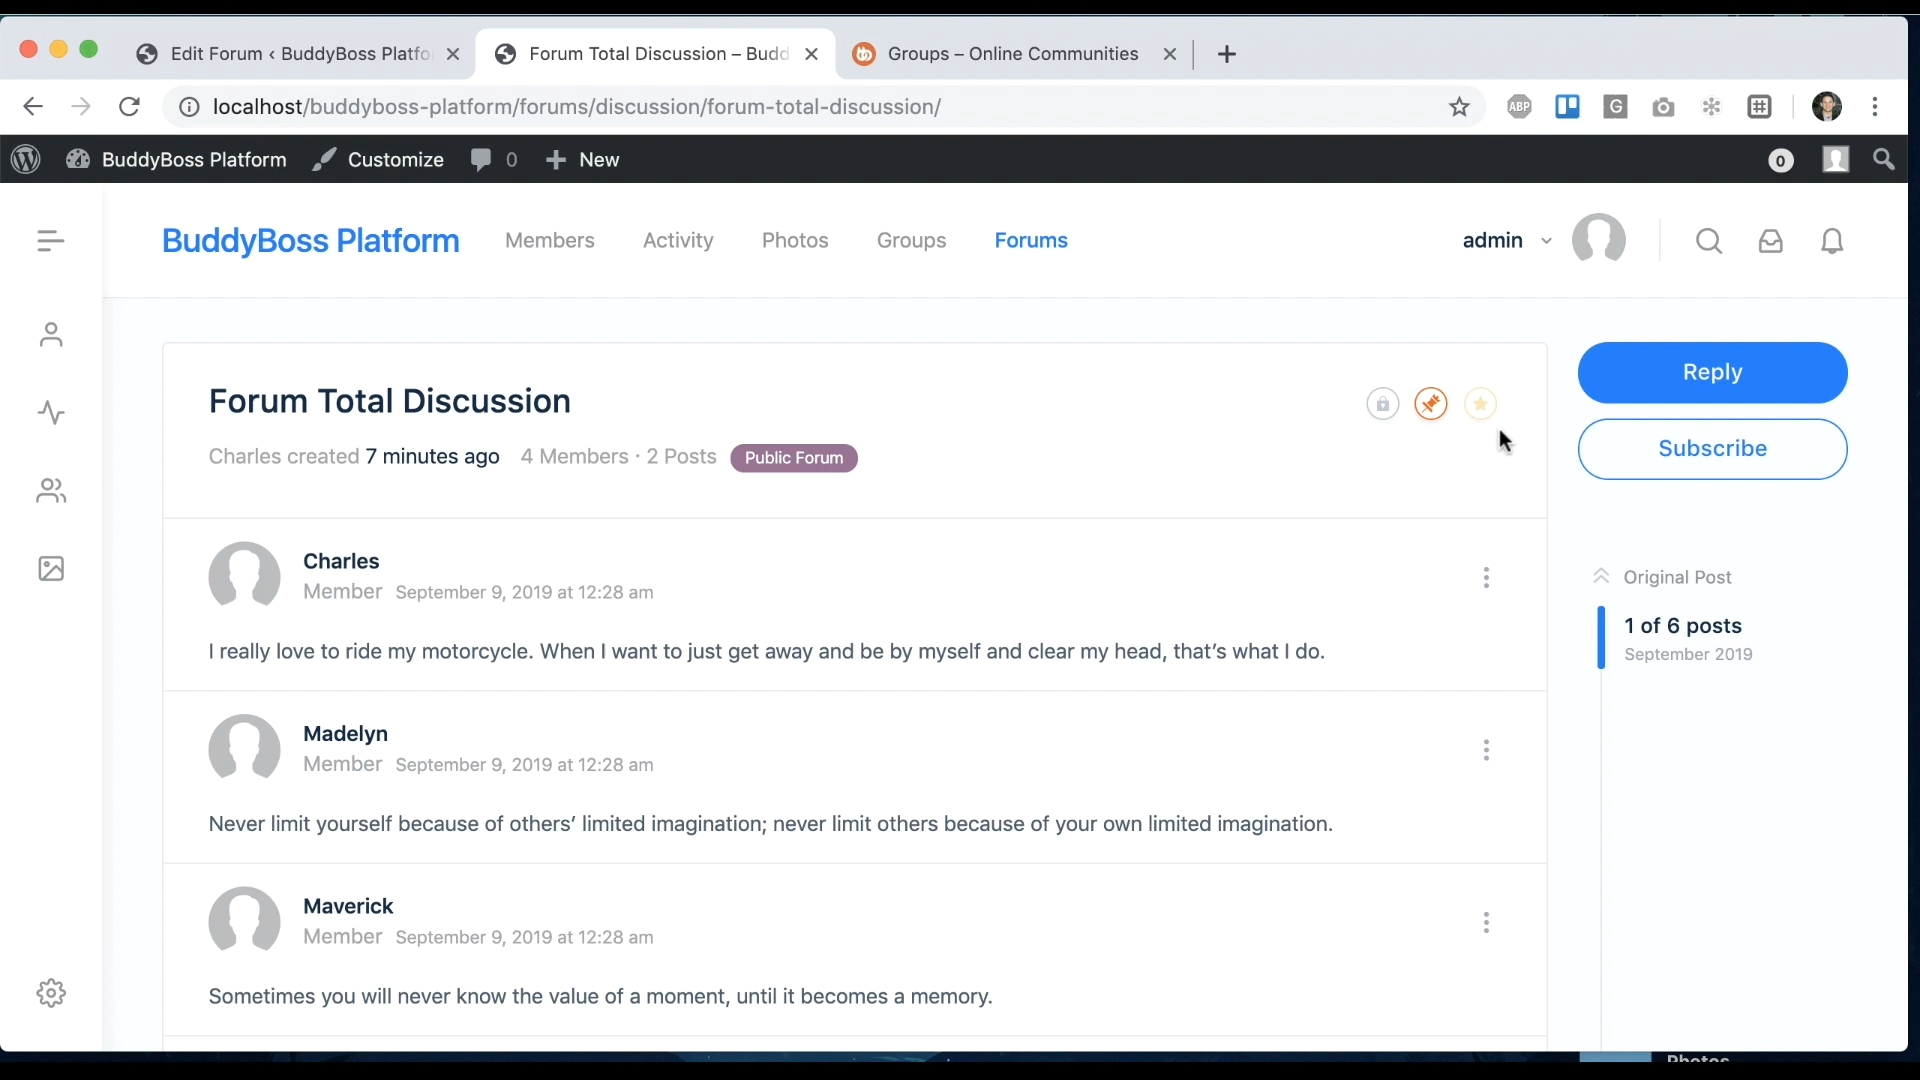 Edit Forum ‹ BuddyBoss Platfo
Forum Total Discussion – Budd
Groups – Online Communities
localhost/buddyboss-platform/forums/discussion/forum-total-discussion/
ABP
G
BuddyBoss Platform
Customize
0
New
0
BuddyBoss Platform
Members
Activity
Photos
Groups
Forums
admin
Forum Total Discussion
Charles created 7 minutes ago 4 Members · 2 Posts Public Forum
Reply
Subscribe
Charles
Member September 9, 2019 at 12:28 am
I really love to ride my motorcycle. When I want to just get away and be by myself and clear my head, that's what I do.
Original Post
1 of 6 posts
September 2019
Madelyn
Member September 9, 2019 at 12:28 am
Never limit yourself because of others' limited imagination; never limit others because of your own limited imagination.
Maverick
Member September 9, 2019 at 12:28 am
Sometimes you will never know the value of a moment, until it becomes a memory.
Photos